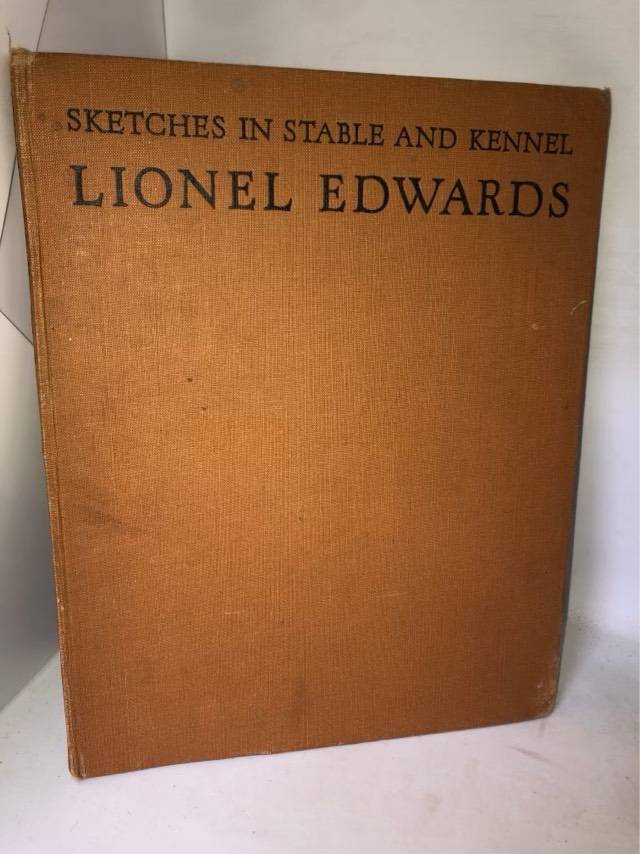 SKETCHES IN STABLE AND KENNEL
LIONEL EDWARDS